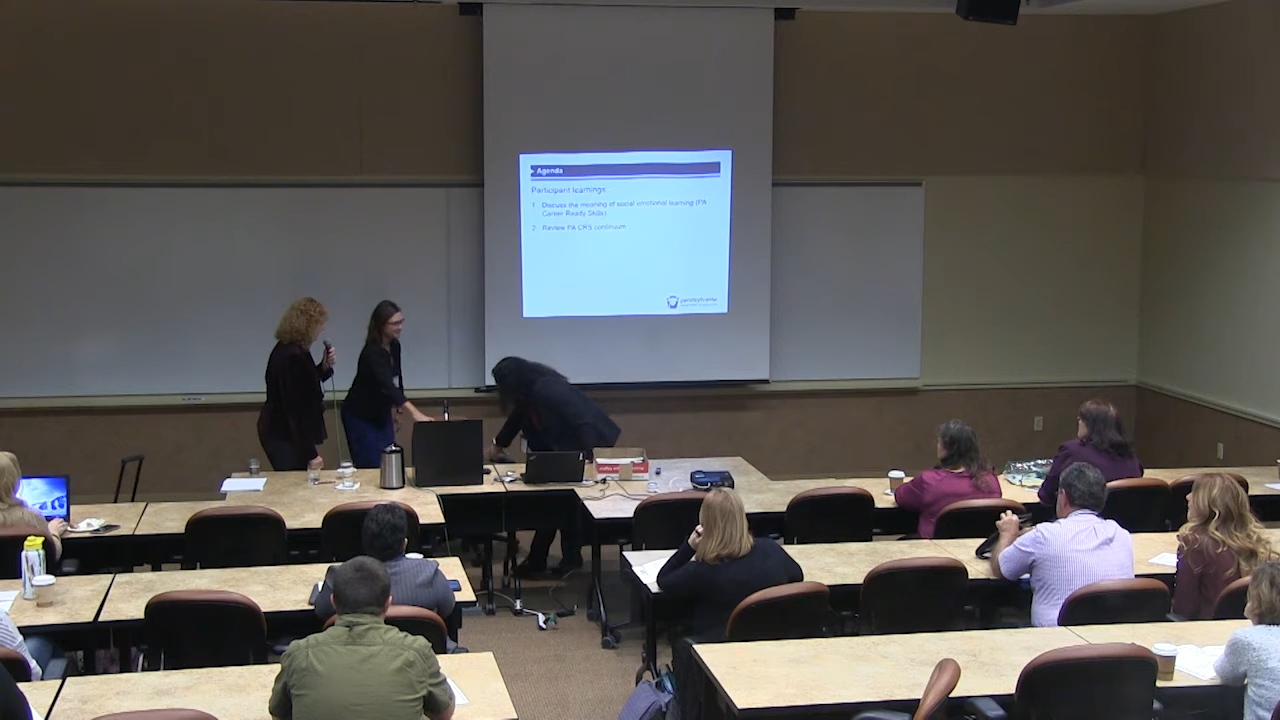 Agenda
Participant learnings:
1. Discuss the meaning of social emotional learning (PA
Career Ready Skills)
2. Review PA CRS continuum
pennsylvania